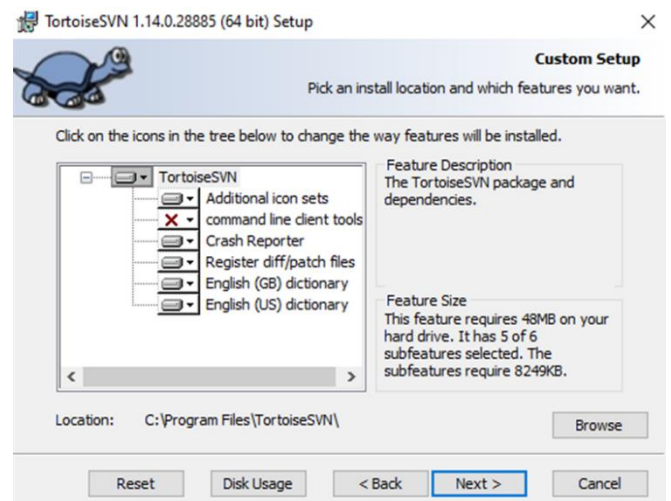 TortoiseSVN 1.14.0.28885 (64 bit) Setup
Custom Setup
Pick an install location and which features you want.
Click on the icons in the tree below to change the way features will be installed.
TortoiseSVN
Additional icon sets
command line client tools
Crash Reporter
Register diff/patch files
English (GB) dictionary
English (US) dictionary
Feature Description
The TortoiseSVN package and
dependencies.
Feature Size
This feature requires 48MB on your
hard drive. It has 5 of 6
subfeatures selected. The
subfeatures require 8249KB.
Location: C:\Program Files\TortoiseSVN\
Browse
Reset Disk Usage < Back Next > Cancel